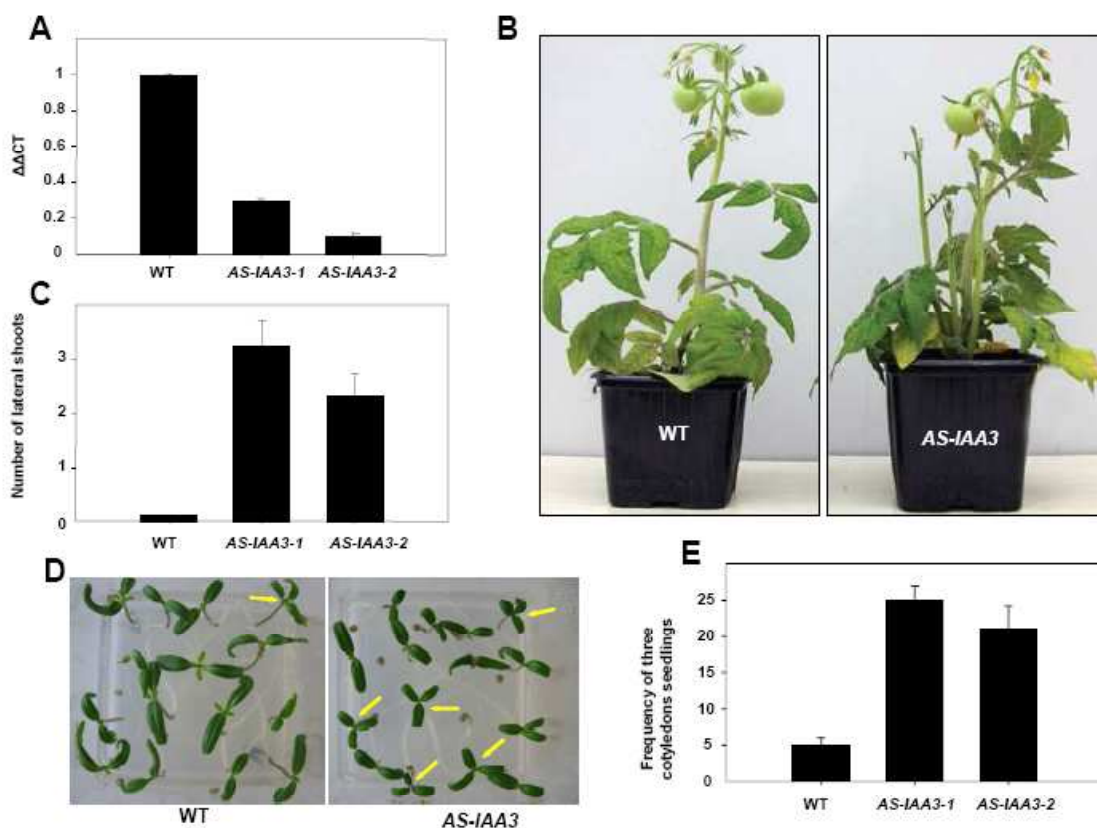 A
ΔΔCT
1
0.8
0.6
0.4
0.2
0
WT
AS-IAA3-1
AS-IAA3-2
B
WT
AS-IAA3
C
Number of lateral shoots
3
2
1
0
WT
AS-IAA3-1
AS-IAA3-2
D
WT
AS-IAA3
E
Frequency of three
cotyledons seedlings
25
20
15
10
5
0
WT
AS-IAA3-1
AS-IAA3-2